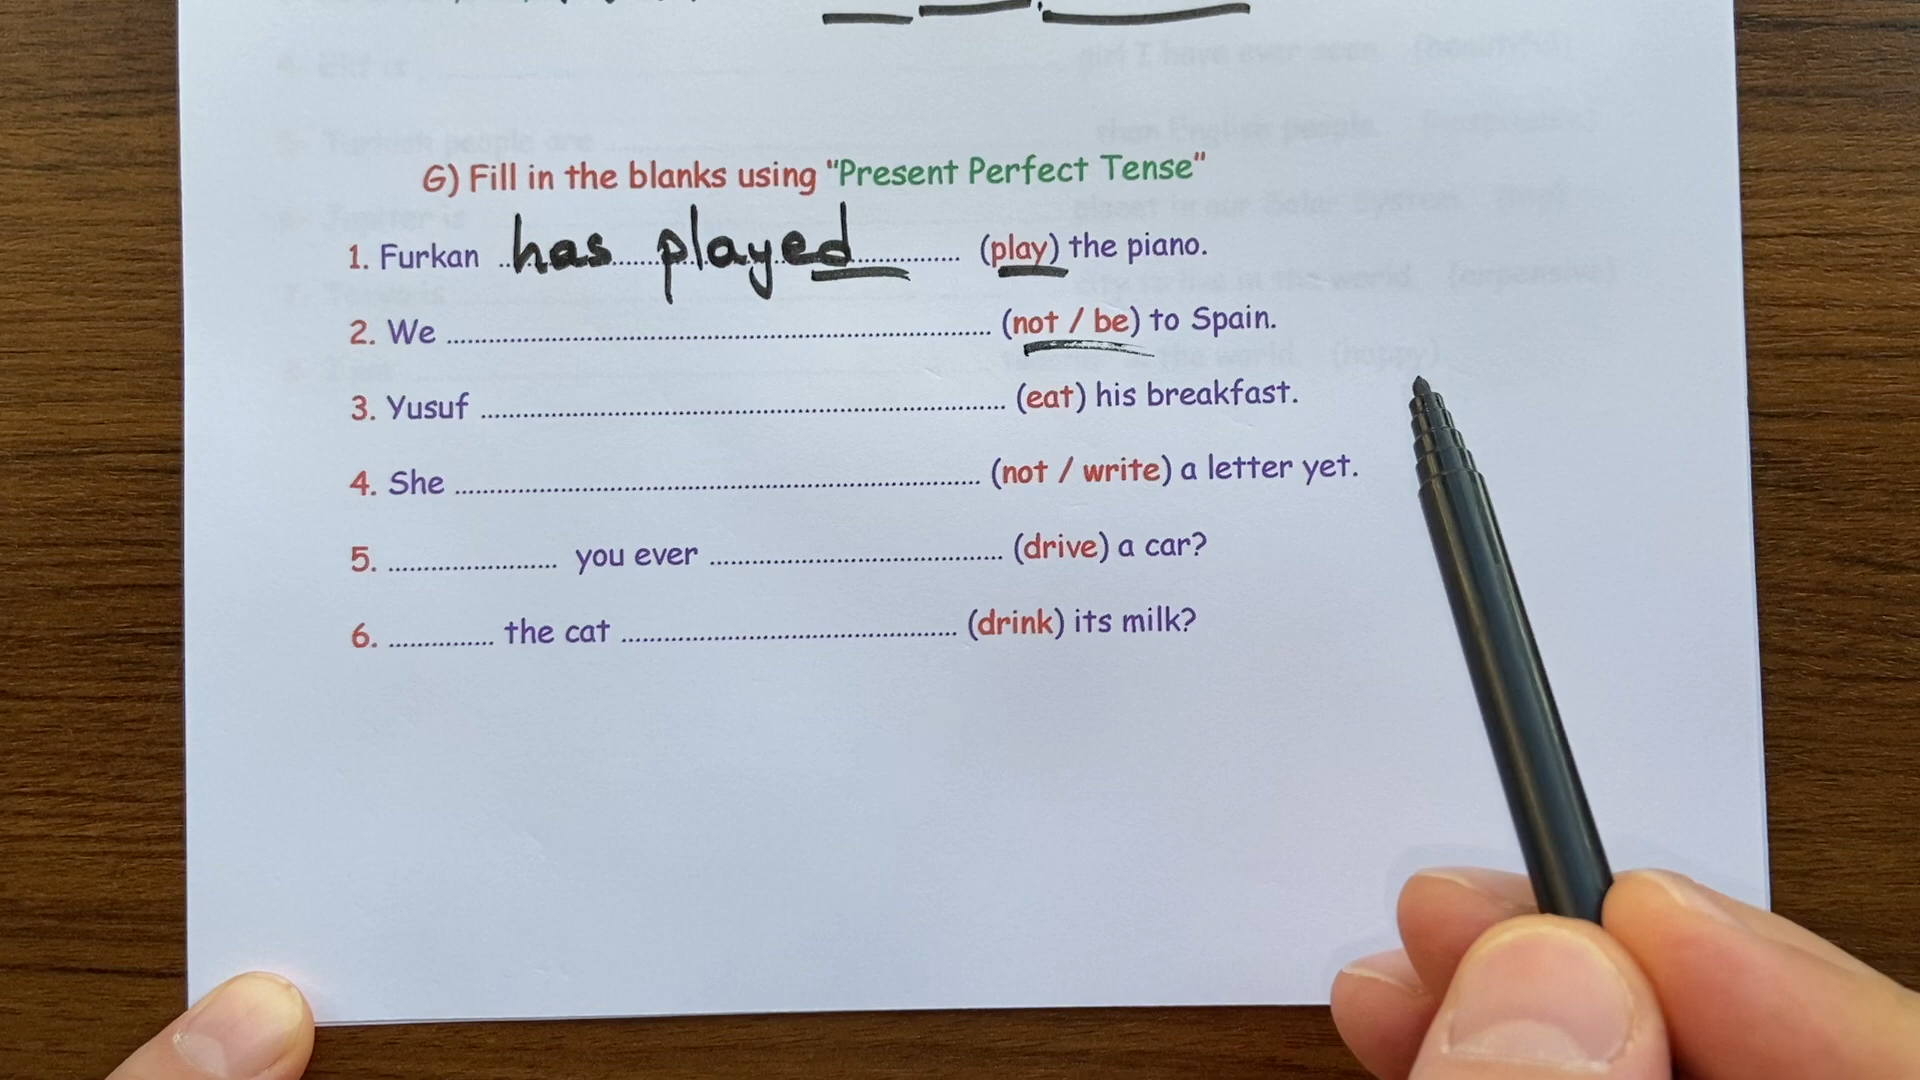 G) Fill in the blanks using "Present Perfect Tense"
1. Furkan has played (play) the piano.
2. We ........................................ (not / be) to Spain.
3. Yusuf ........................................ (eat) his breakfast.
4. She ........................................ (not / write) a letter yet.
5. .................... you ever .................................. (drive) a car?
6. ............. the cat ........................................ (drink) its milk?